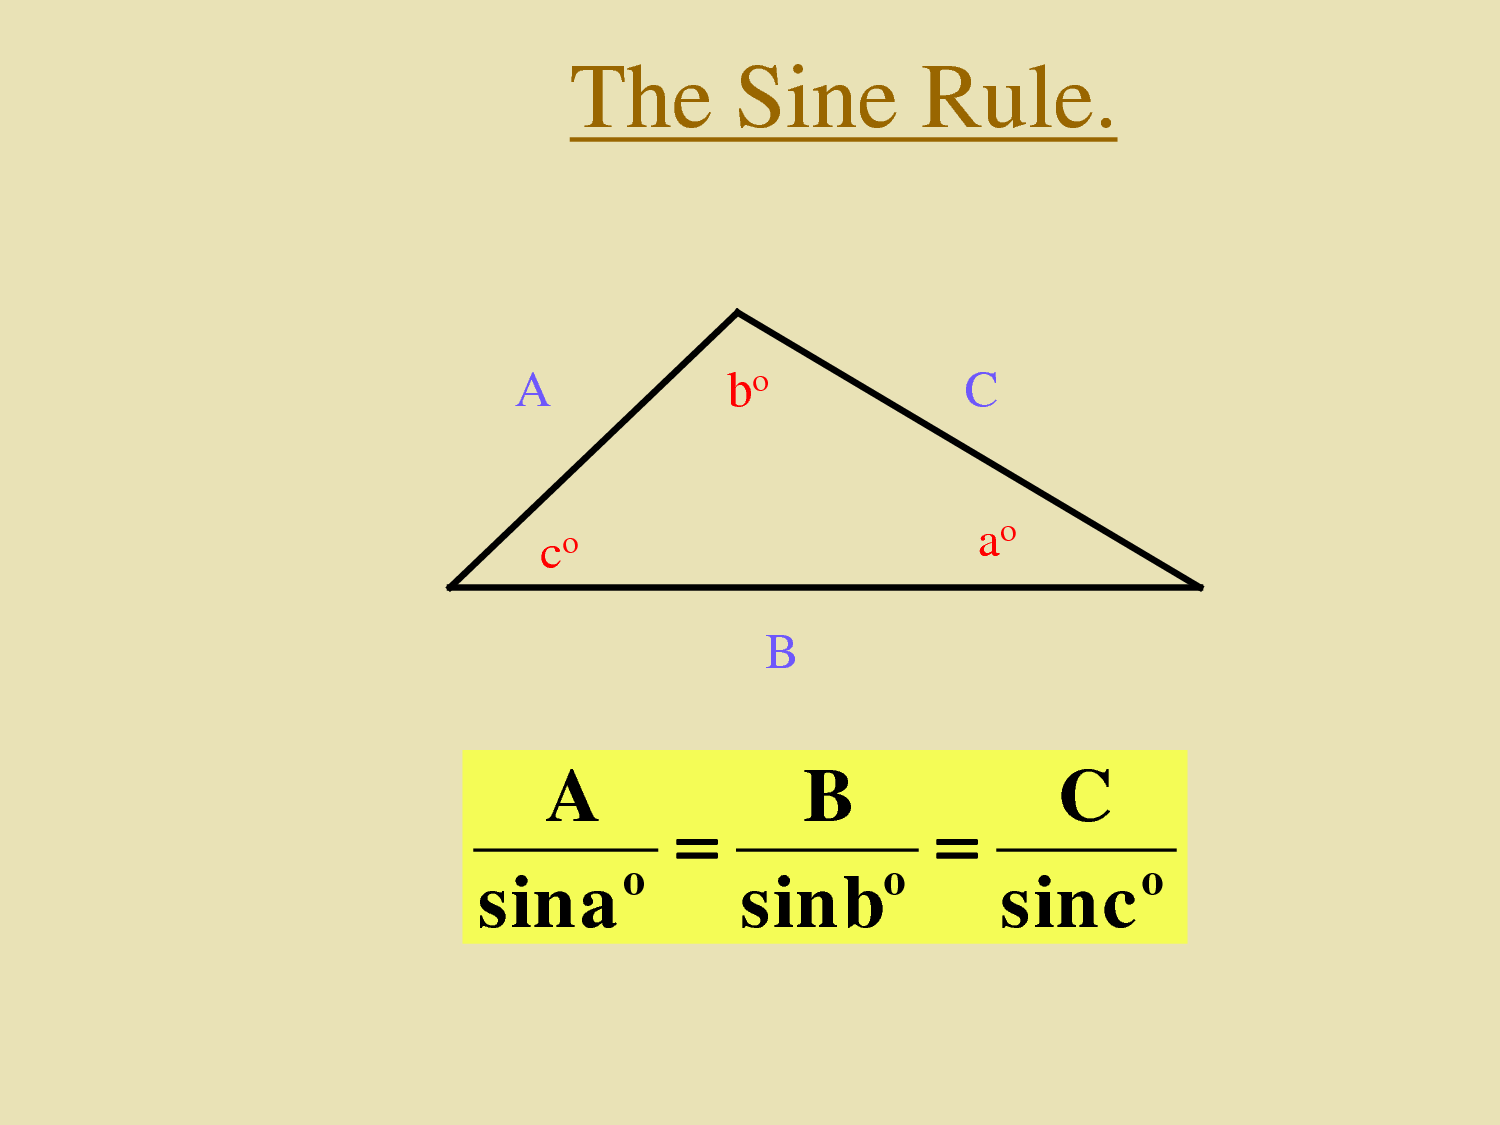 The Sine Rule.
A bº C
cº aº
B
A B C
sinaº = sinbº = sincº